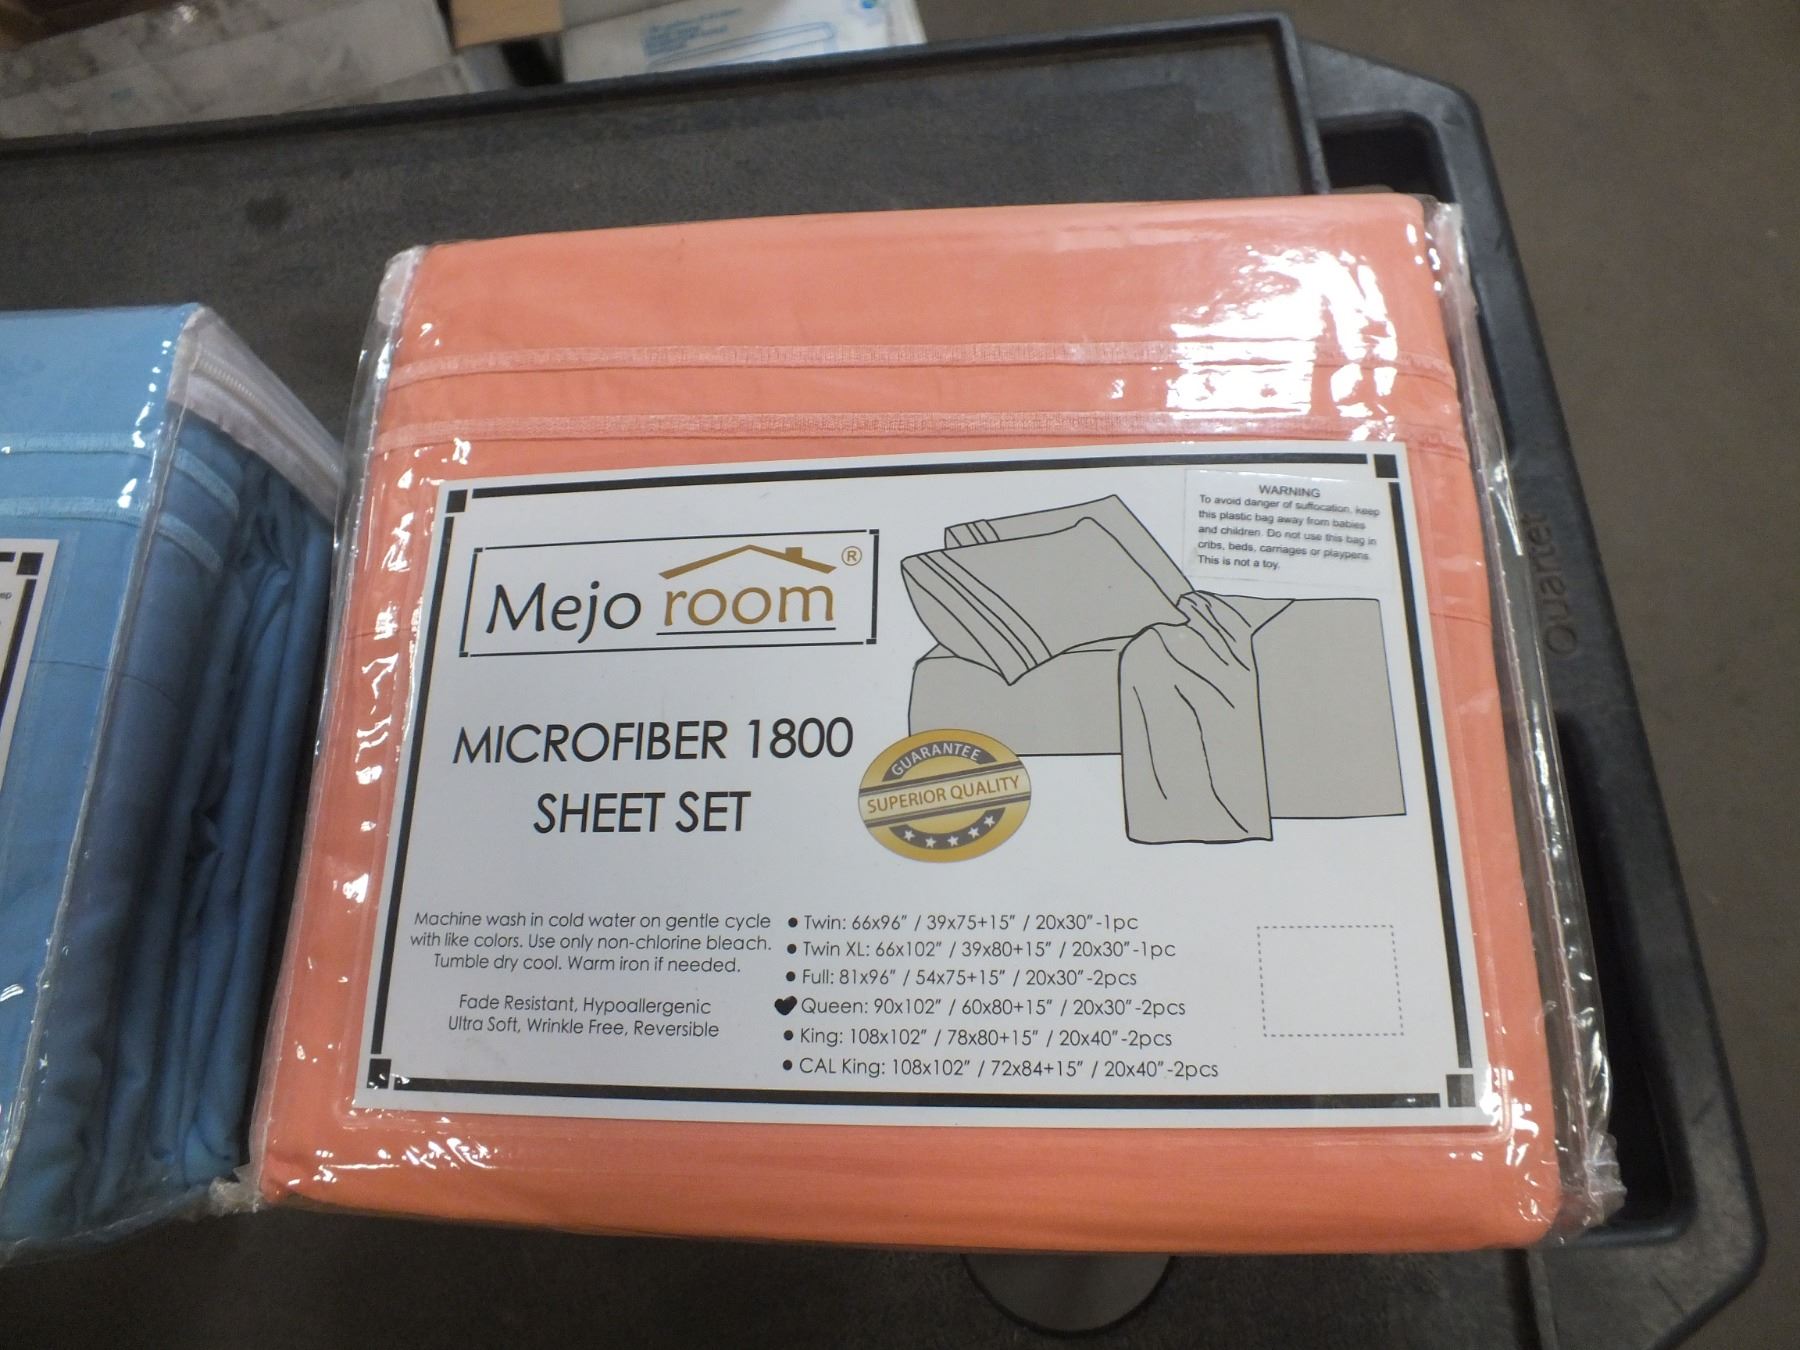 Mejo room ®
MICROFIBER 1800
SHEET SET
GUARANTEE
SUPERIOR QUALITY
WARNING
To avoid danger of suffocation, keep
this plastic bag away from babies
and children. Do not use this bag in
cribs, beds, carriages or playpens.
This is not a toy.
Machine wash in cold water on gentle cycle
with like colors. Use only non-chlorine bleach.
Tumble dry cool. Warm iron if needed.
Fade Resistant, Hypoallergenic
Ultra Soft, Wrinkle Free, Reversible
● Twin: 66x96" / 39x75+15" / 20x30"-1pc
● Twin XL: 66x102" / 39x80+15" / 20x30"-1pc
● Full: 81x96" / 54x75+15" / 20x30"-2pcs
Queen: 90x102" / 60x80+15" / 20x30"-2pcs
● King: 108x102" / 78x80+15" / 20x40"-2pcs
● CAL King: 108x102" / 72x84+15" / 20x40"-2pcs
Quarter